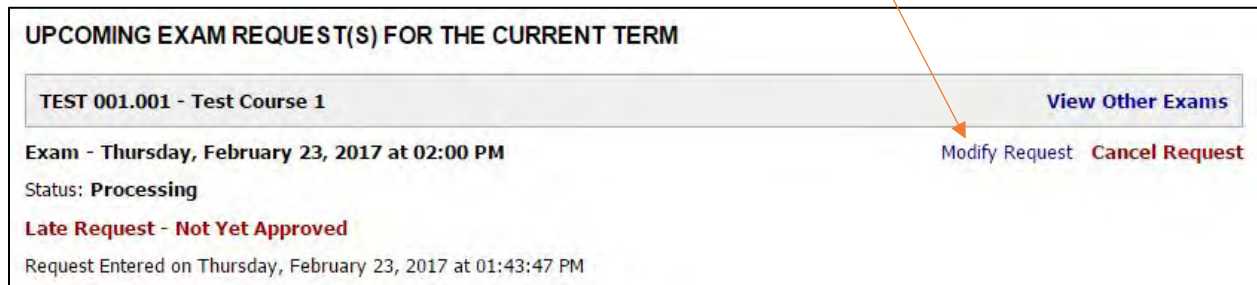 UPCOMING EXAM REQUEST(S) FOR THE CURRENT TERM
TEST 001.001 - Test Course 1 View Other Exams
Exam - Thursday, February 23, 2017 at 02:00 PM Modify Request Cancel Request
Status: Processing
Late Request - Not Yet Approved
Request Entered on Thursday, February 23, 2017 at 01:43:47 PM